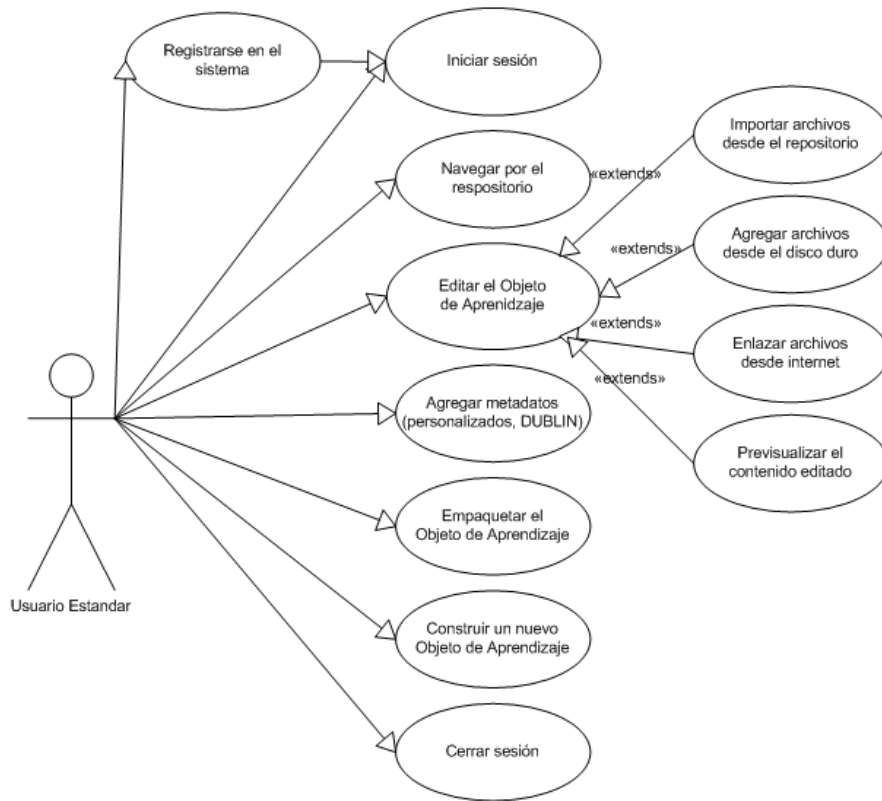 Registrarse en el
sistema
Iniciar sesión
Importar archivos
desde el repositorio
Navegar por el
respositorio
«extends»
Agregar archivos
desde el disco duro
«extends»
Editar el Objeto
de Aprenidzaje
«extends»
Enlazar archivos
desde internet
«extends»
Agregar metadatos
(personalizados, DUBLIN)
Previsualizar el
contenido editado
Empaquetar el
Objeto de Aprendizaje
Usuario Estandar
Construir un nuevo
Objeto de Aprendizaje
Cerrar sesión